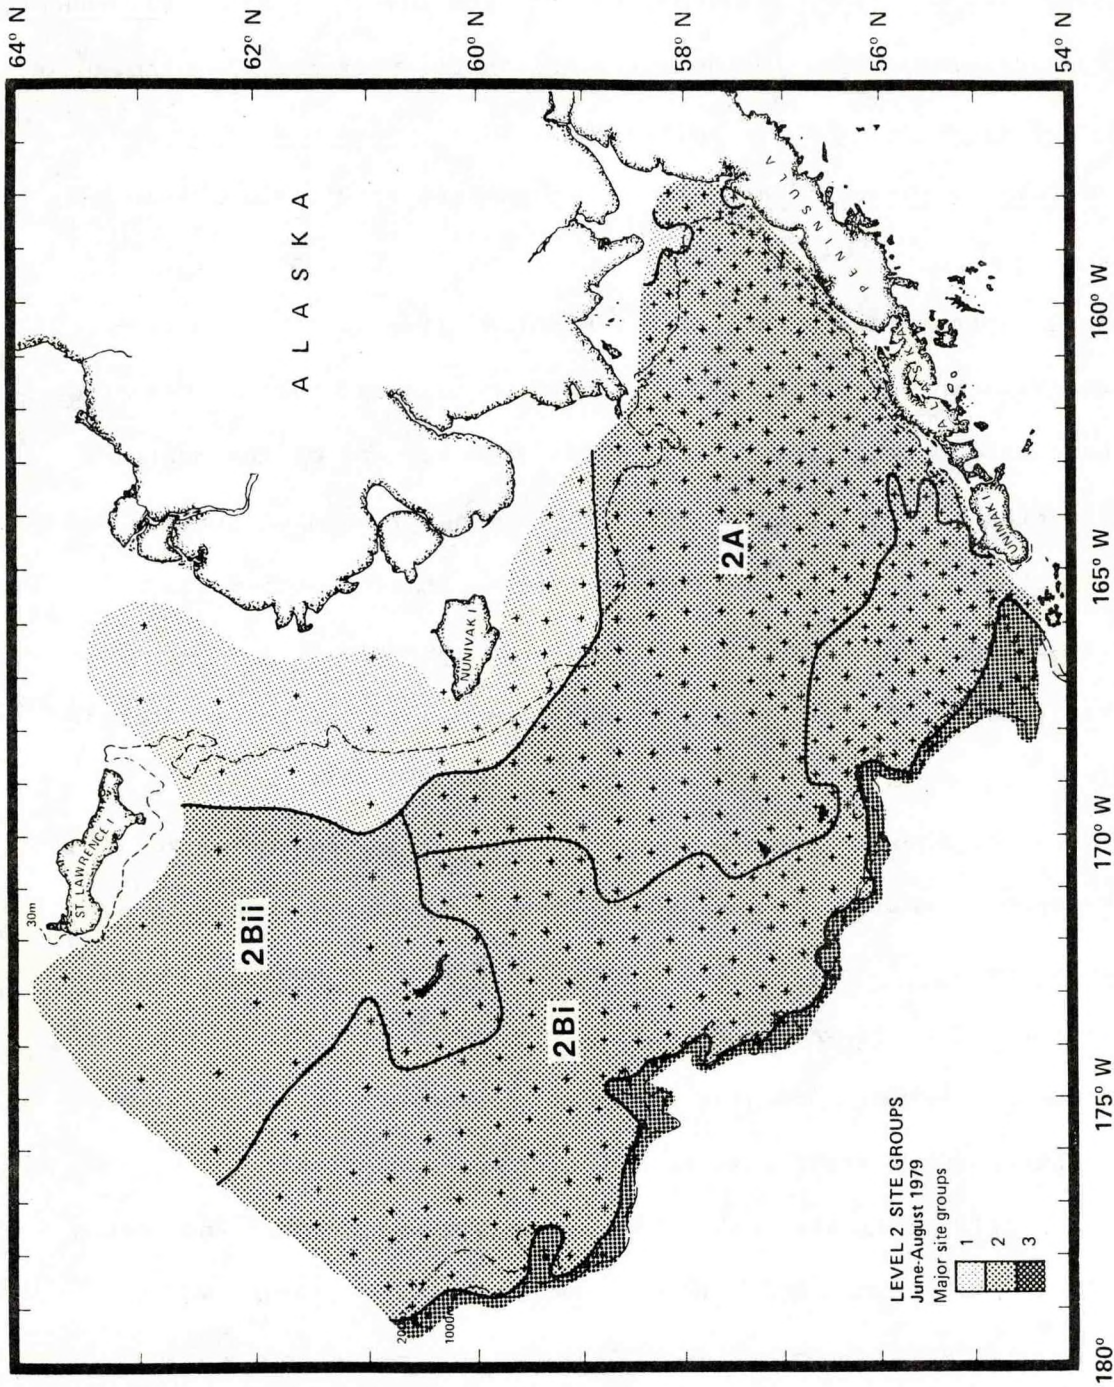 64° N
62° N
60° N
58° N
56° N
54° N
ALASKA
PENINSULA
ALASKA
UNIMAK I
NUNIVAK I
ST. LAWRENCE I
30m
2A
2Bii
2Bi
200
1000
160° W
165° W
170° W
175° W
180°
LEVEL 2 SITE GROUPS
June-August 1979
Major site groups
1
2
3